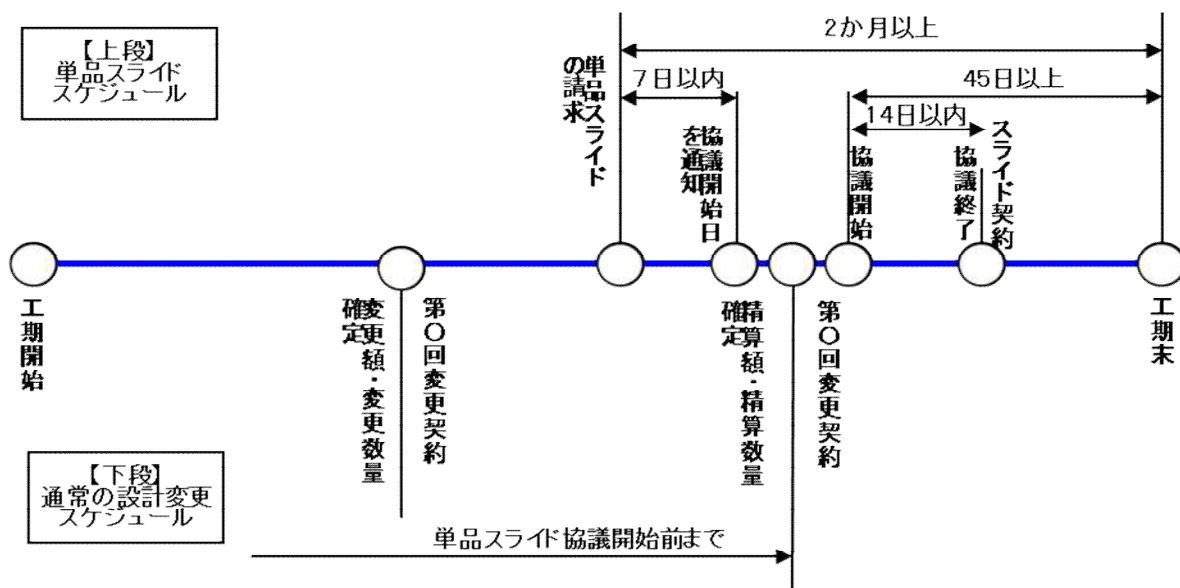 【上段】
単品スライド
スケジュール
2か月以上
7日以内
45日以上
14日以内
単品スライド
の請求
協議開始日
を通知
協議開始
協議終了
スライド契約
工期開始
変更額・変更数量
確定
第〇回変更契約
精算額・精算数量
確定
第〇回変更契約
工期末
【下段】
通常の設計変更
スケジュール
単品スライド協議開始前まで